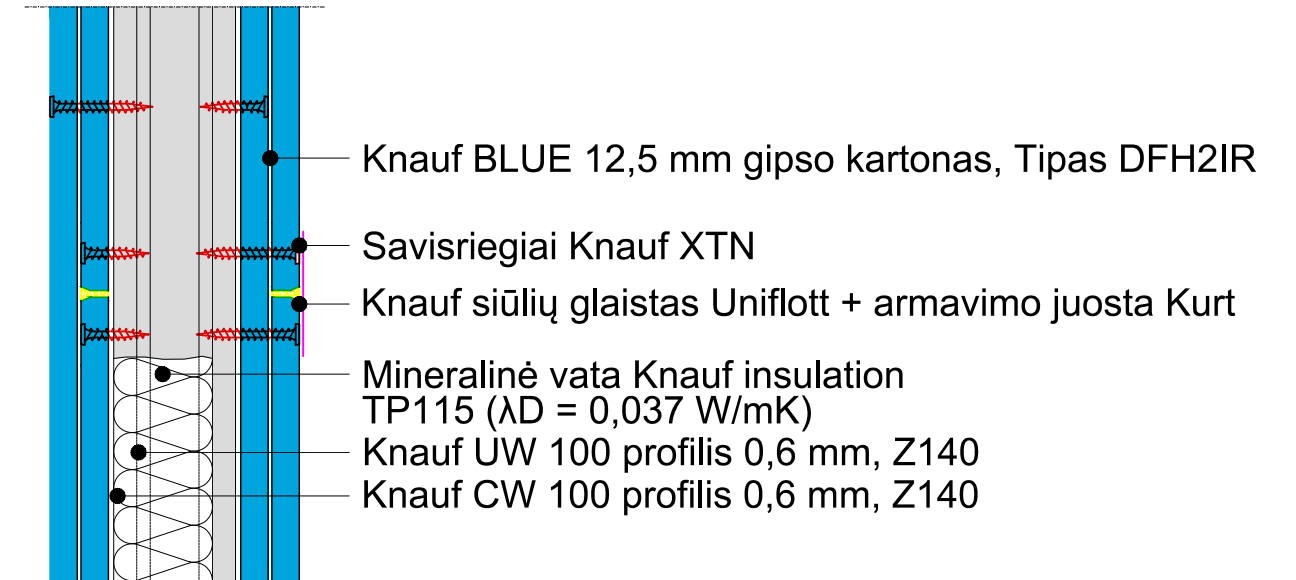 Knauf BLUE 12,5 mm gipso kartonas, Tipas DFH2IR
Savisriegiai Knauf XTN
Knauf siūlių glaistas Uniflott + armavimo juosta Kurt
Mineralinė vata Knauf insulation
TP115 (λD = 0,037 W/mK)
Knauf UW 100 profilis 0,6 mm, Z140
Knauf CW 100 profilis 0,6 mm, Z140